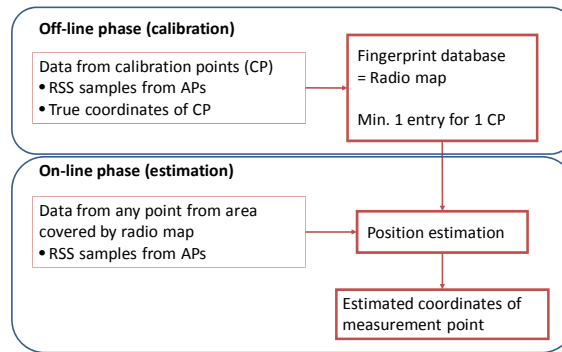 Off-line phase (calibration)
Data from calibration points (CP)
• RSS samples from APs
• True coordinates of CP
Fingerprint database
= Radio map
Min. 1 entry for 1 CP
On-line phase (estimation)
Data from any point from area
covered by radio map
• RSS samples from APs
Position estimation
Estimated coordinates of
measurement point